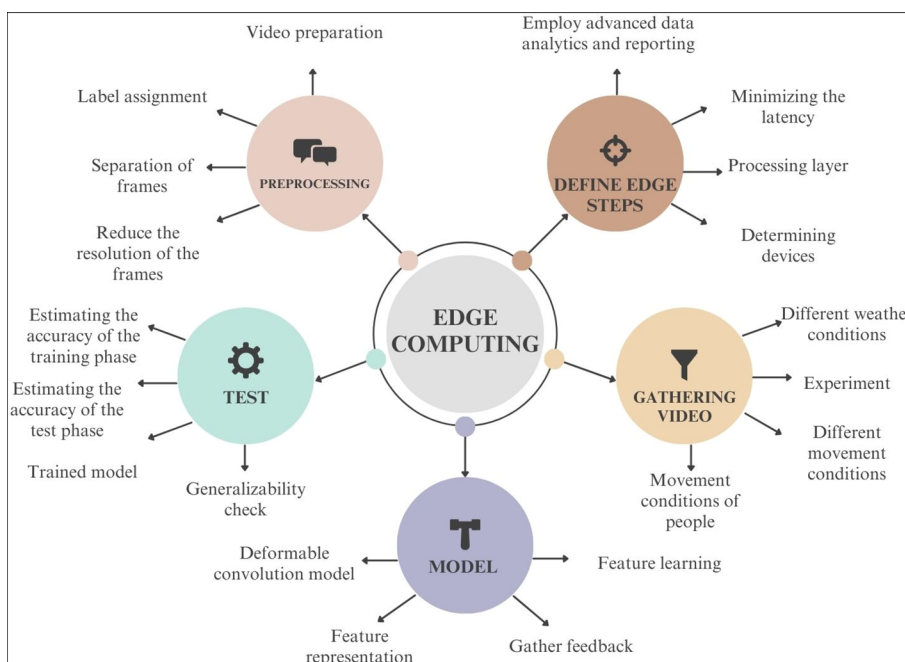 Video preparation
Label assignment
Separation of
frames
Reduce the
resolution of the
frames
PREPROCESSING
Employ advanced data
analytics and reporting
Minimizing the
latency
Processing layer
Determining
devices
DEFINE EDGE
STEPS
EDGE
COMPUTING
Estimating the
accuracy of the
training phase
Estimating the
accuracy of the
test phase
Trained model
Generalizability
check
TEST
Different weathe
conditions
Experiment
Different
movement
conditions
Movement
conditions of
people
GATHERING
VIDEO
Deformable
convolution model
Feature
representation
Gather feedback
Feature learning
MODEL